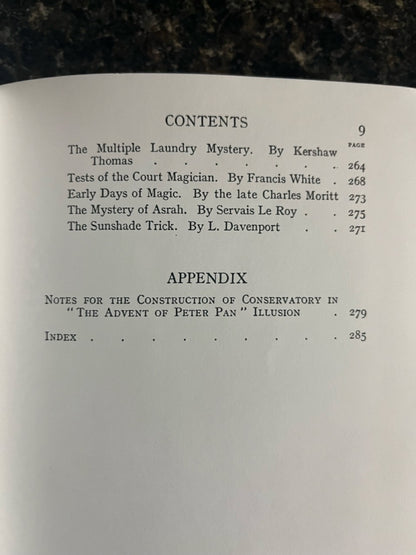 CONTENTS 9
PAGE
The Multiple Laundry Mystery. By Kershaw
Thomas . . . . . . 264
Tests of the Court Magician. By Francis White . 268
Early Days of Magic. By the late Charles Moritt 273
The Mystery of Asrah. By Servais Le Roy . . 275
The Sunshade Trick. By L. Davenport . . 271
APPENDIX
Notes for the Construction of Conservatory in
"The Advent of Peter Pan" Illusion . 279
Index . . . . . . . . . 285